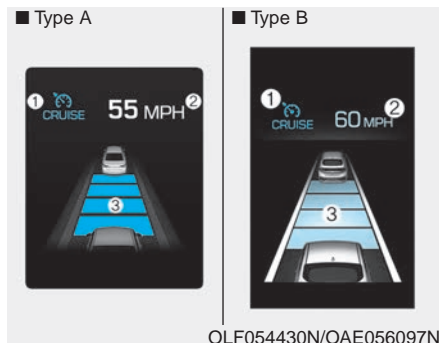 ■ Type A
■ Type B
① CRUISE 55 MPH ②
③
① CRUISE 60 MPH ②
③
OLF054430N/OAE056097N